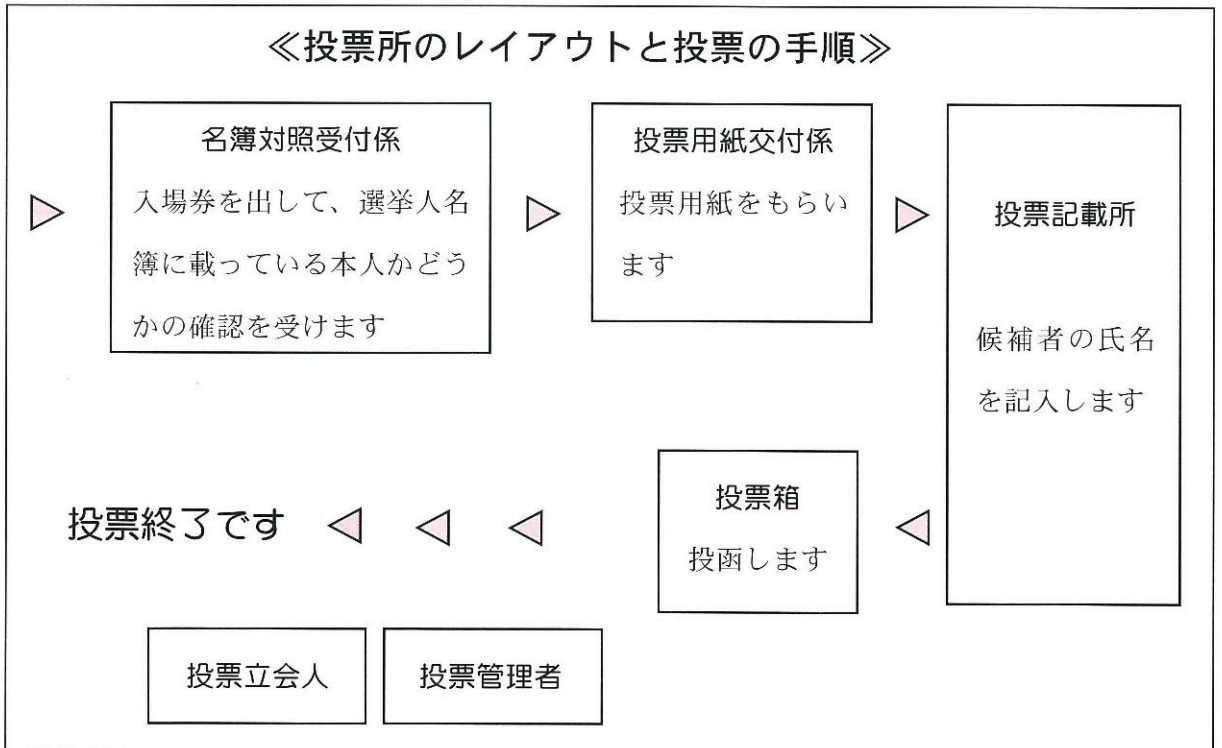 ≪投票所のレイアウトと投票の手順≫
名簿対照受付係
入場券を出して、選挙人名
簿に載っている本人かどう
かの確認を受けます
投票用紙交付係
投票用紙をもらい
ます
投票記載所
候補者の氏名
を記入します
投票箱
投函します
投票終了です
投票立会人
投票管理者